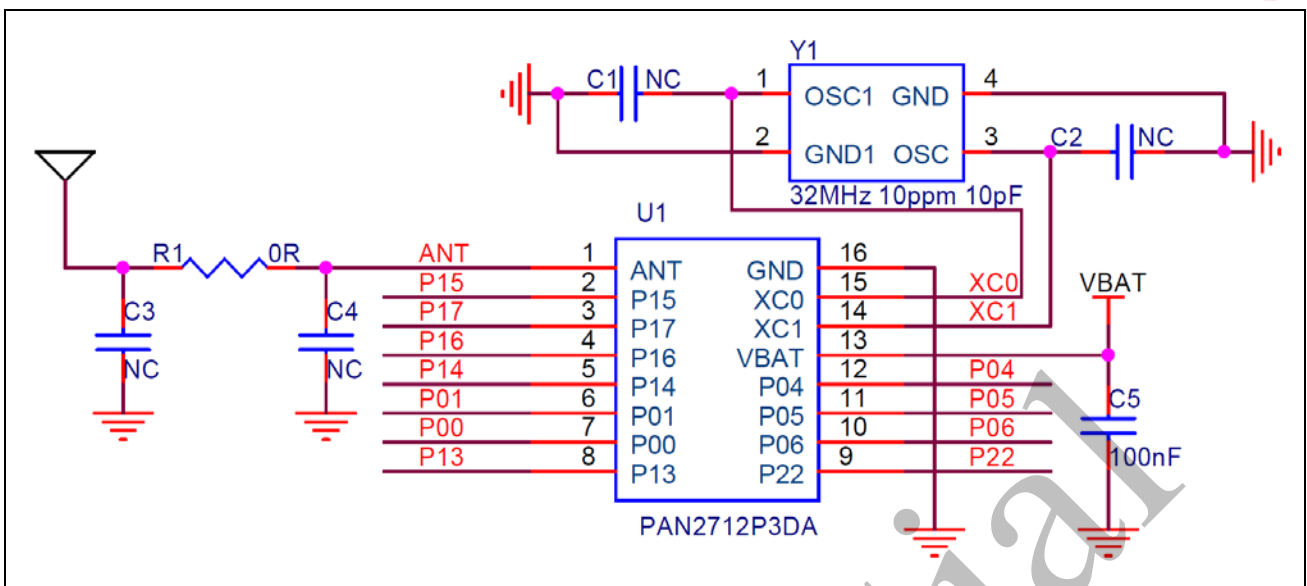 Y1
C1 NC 1 OSC1 GND 4
2 GND1 OSC 3 C2 NC
32MHz 10ppm 10pF
U1
R1 0R ANT 1 ANT GND 16
P15 2 P15 XC0 15 XC0 VBAT
C3 C4 P17 3 P17 XC1 14 XC1
NC NC P16 4 P16 VBAT 13
P14 5 P14 P04 12 P04
P01 6 P01 P05 11 P05 C5
P00 7 P00 P06 10 P06
P13 8 P13 P22 9 P22 100nF
PAN2712P3DA